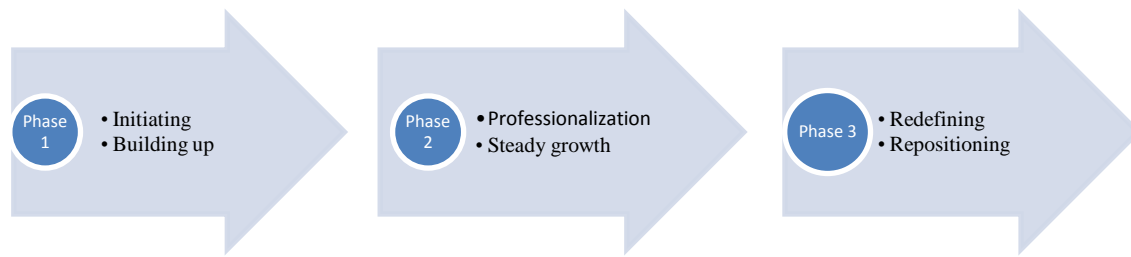 Phase
1
• Initiating
• Building up
Phase
2
• Professionalization
• Steady growth
Phase 3
• Redefining
• Repositioning